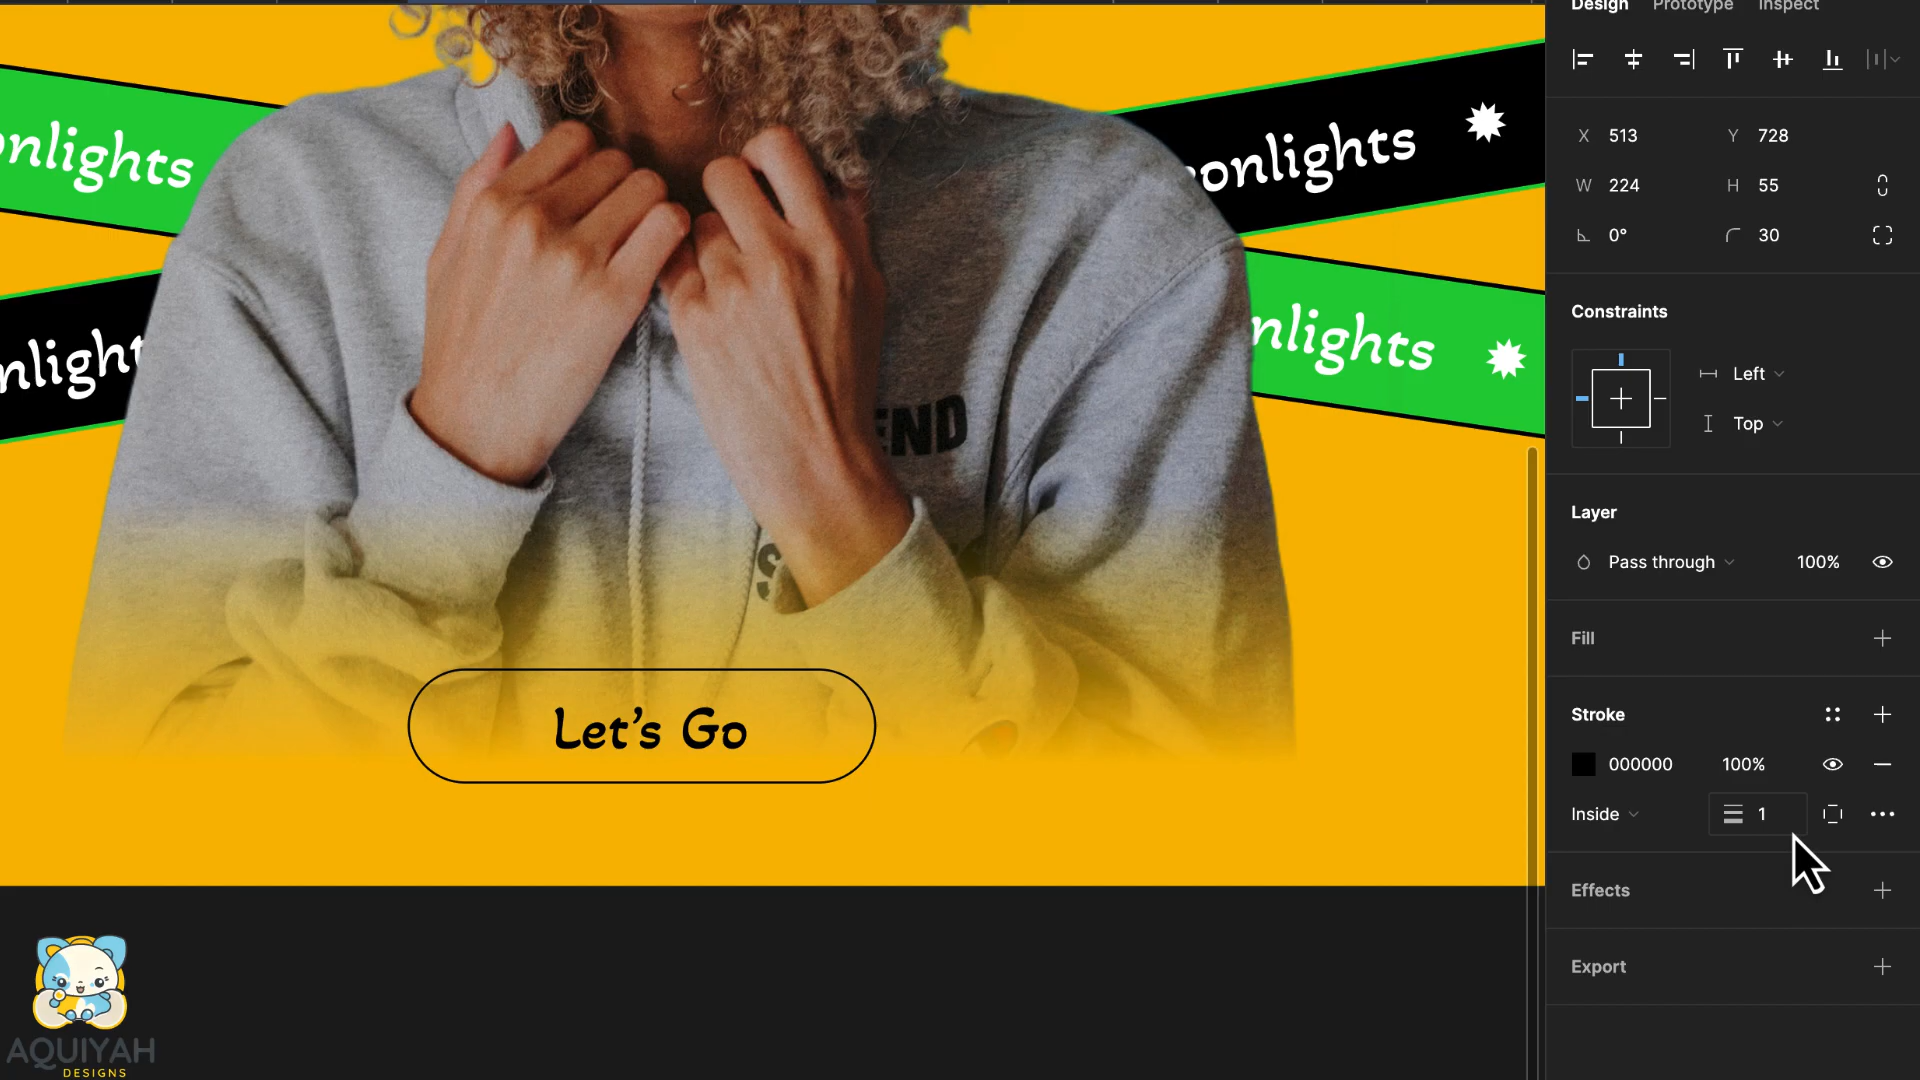 Design Prototype Inspect
X 513 Y 728
W 224 H 55
0° 30
Constraints
Left
Top
Layer
Pass through 100%
Fill
Stroke
000000 100%
Inside 1
Effects
Export
onlights
onlights
nlight
nlights
END
S
Let's Go
AQUIYAH
DESIGNS